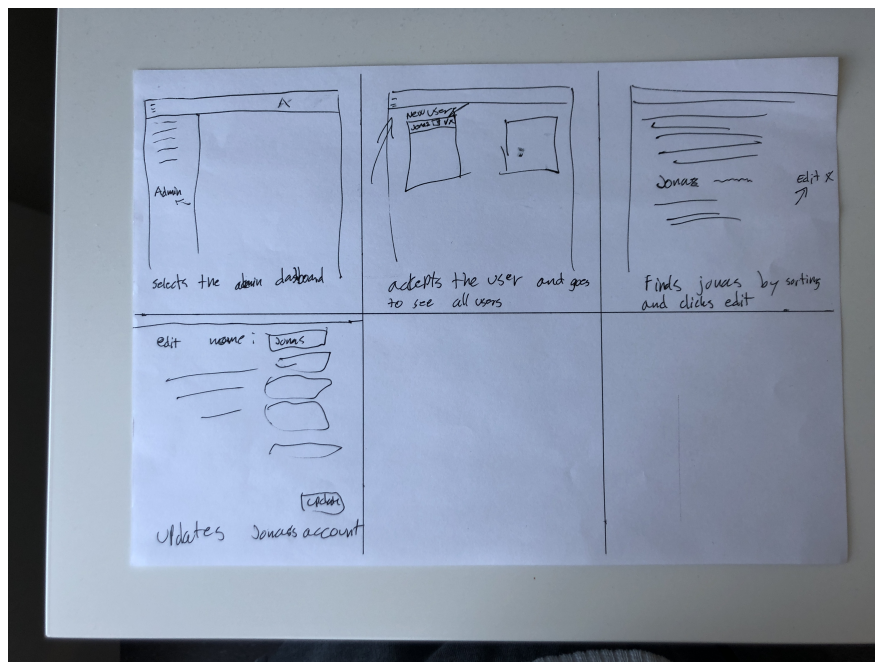 A
Admin
selects the admin dashboard
New users
Jonas
accepts the user and goes
to see all users
Jonas
Edit X
Finds jonas by sorting
and clicks edit
edit name: Jonas
update
updates Jonass account